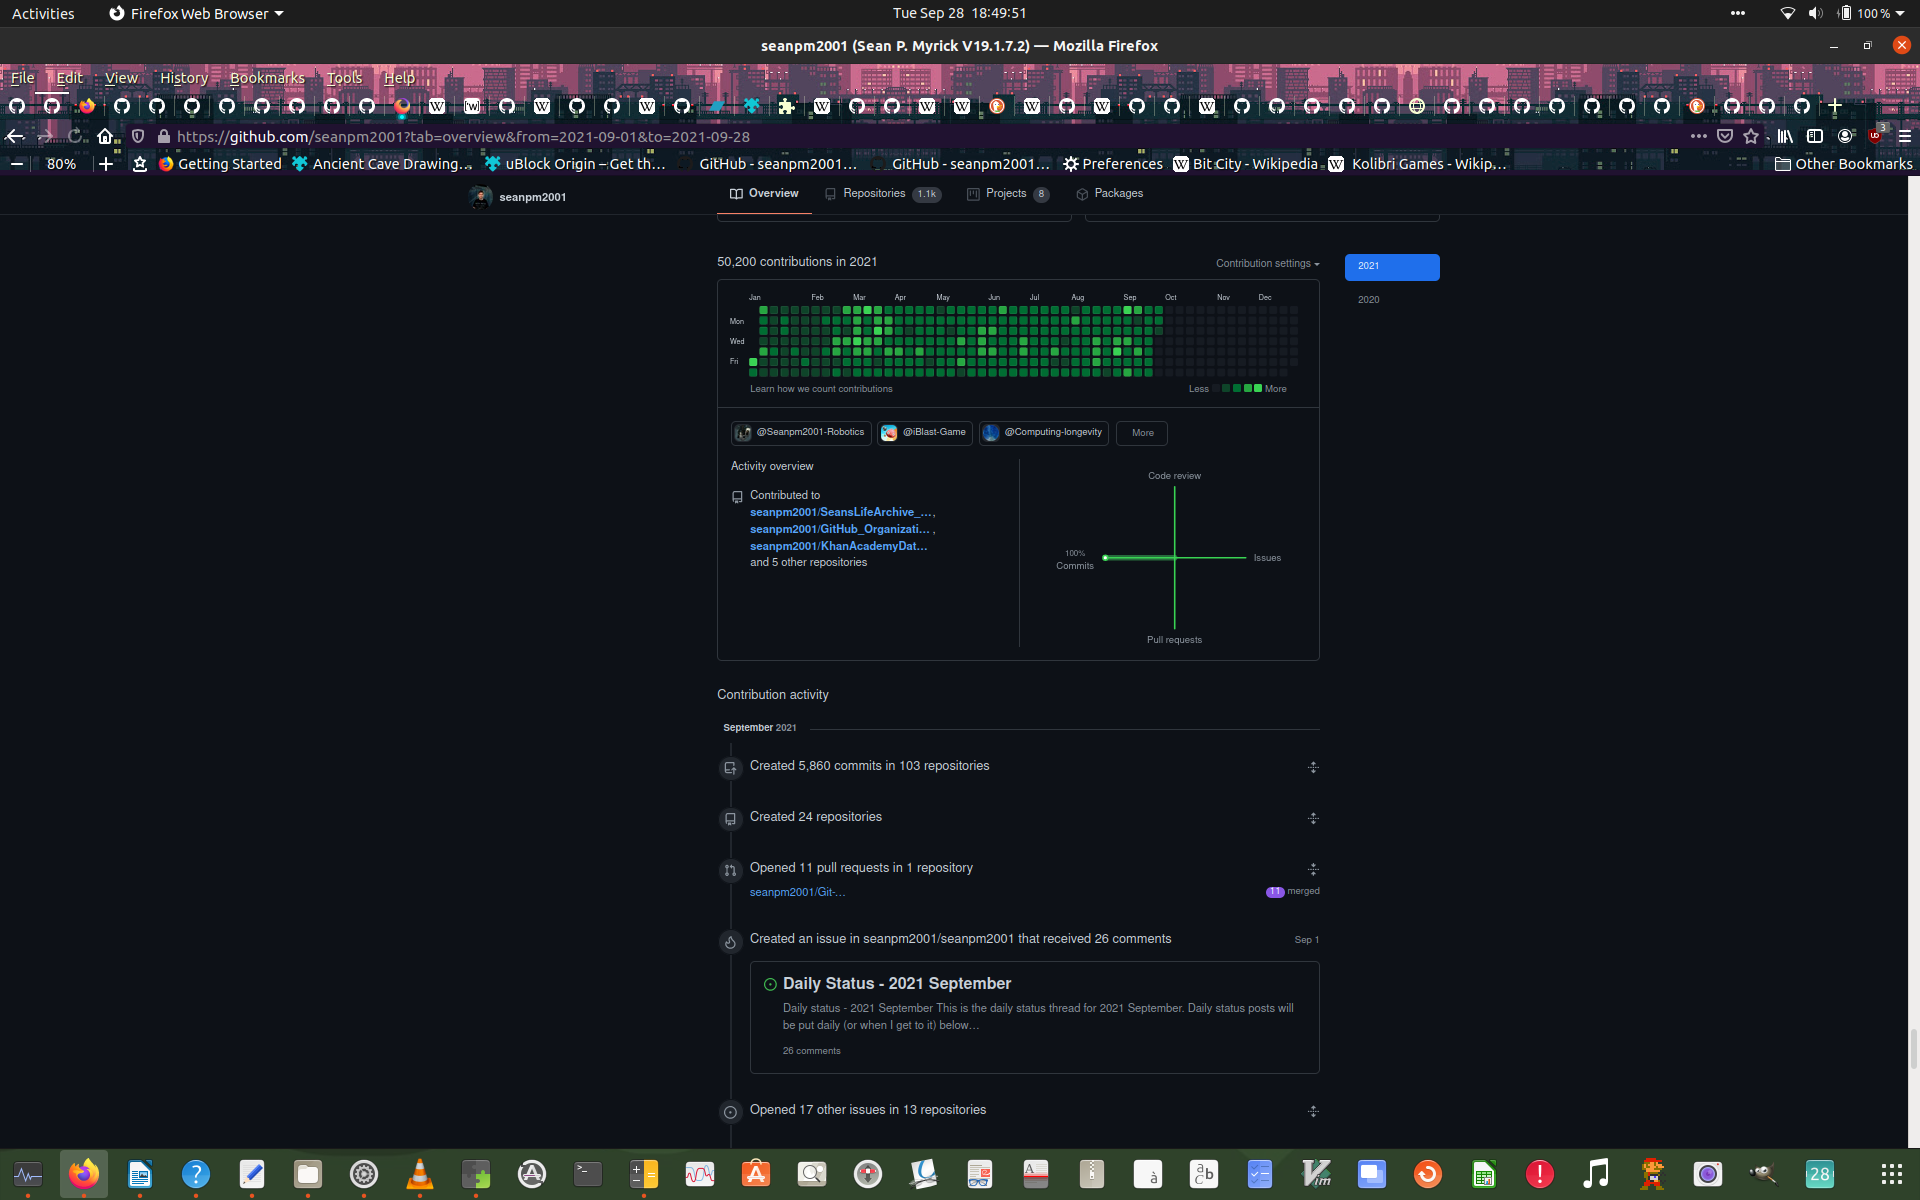 Activities
Firefox Web Browser
Tue Sep 28 18:49:51
100 %
seanpm2001 (Sean P. Myrick V19.1.7.2) — Mozilla Firefox
File Edit View History Bookmarks Tools Help
https://github.com/seanpm2001?tab=overview&from=2021-09-01&to=2021-09-28
3
80%
Getting Started
Ancient Cave Drawing…
uBlock Origin – Get th…
GitHub - seanpm2001…
GitHub - seanpm2001…
Preferences
Bit City - Wikipedia
Kolibri Games - Wikip…
Other Bookmarks
seanpm2001
Overview
Repositories 1.1k
Projects 8
Packages
50,200 contributions in 2021
Contribution settings
2021
2020
Jan Feb Mar Apr May Jun Jul Aug Sep Oct Nov Dec
Mon
Wed
Fri
Learn how we count contributions
Less
More
@Seanpm2001-Robotics
@iBlast-Game
@Computing-longevity
More
Activity overview
Contributed to
seanpm2001/SeansLifeArchive_…,
seanpm2001/GitHub_Organizati… ,
seanpm2001/KhanAcademyDat…
and 5 other repositories
Code review
100%
Commits
Issues
Pull requests
Contribution activity
September 2021
Created 5,860 commits in 103 repositories
Created 24 repositories
Opened 11 pull requests in 1 repository
seanpm2001/Git-…
11 merged
Created an issue in seanpm2001/seanpm2001 that received 26 comments
Sep 1
Daily Status - 2021 September
Daily status - 2021 September This is the daily status thread for 2021 September. Daily status posts will
be put daily (or when I get to it) below…
26 comments
Opened 17 other issues in 13 repositories
28